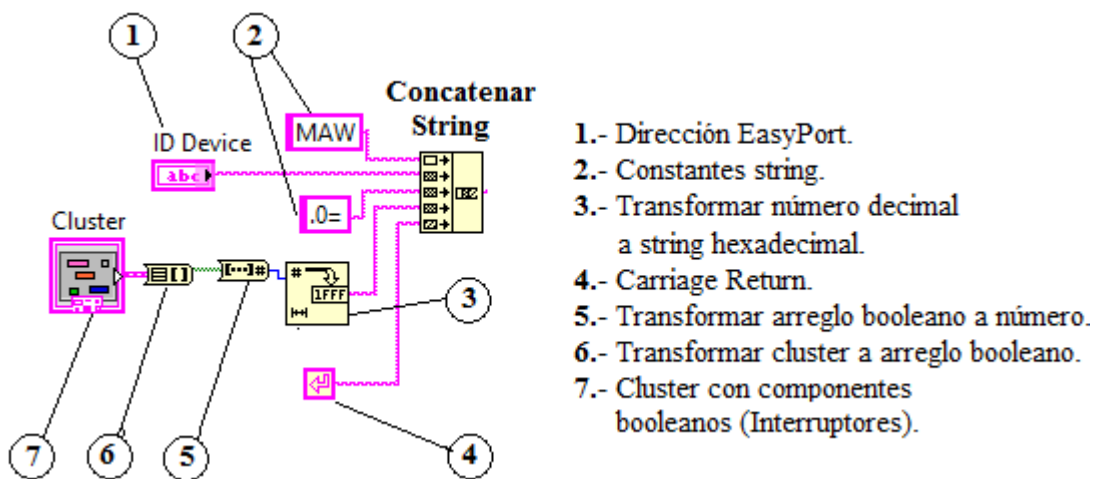 1
2
Concatenar
String
ID Device
MAW
abc
.0=
Cluster
#
1FFF
3
7
6
5
4
1.- Dirección EasyPort.
2.- Constantes string.
3.- Transformar número decimal
a string hexadecimal.
4.- Carriage Return.
5.- Transformar arreglo booleano a número.
6.- Transformar cluster a arreglo booleano.
7.- Cluster con componentes
booleanos (Interruptores).